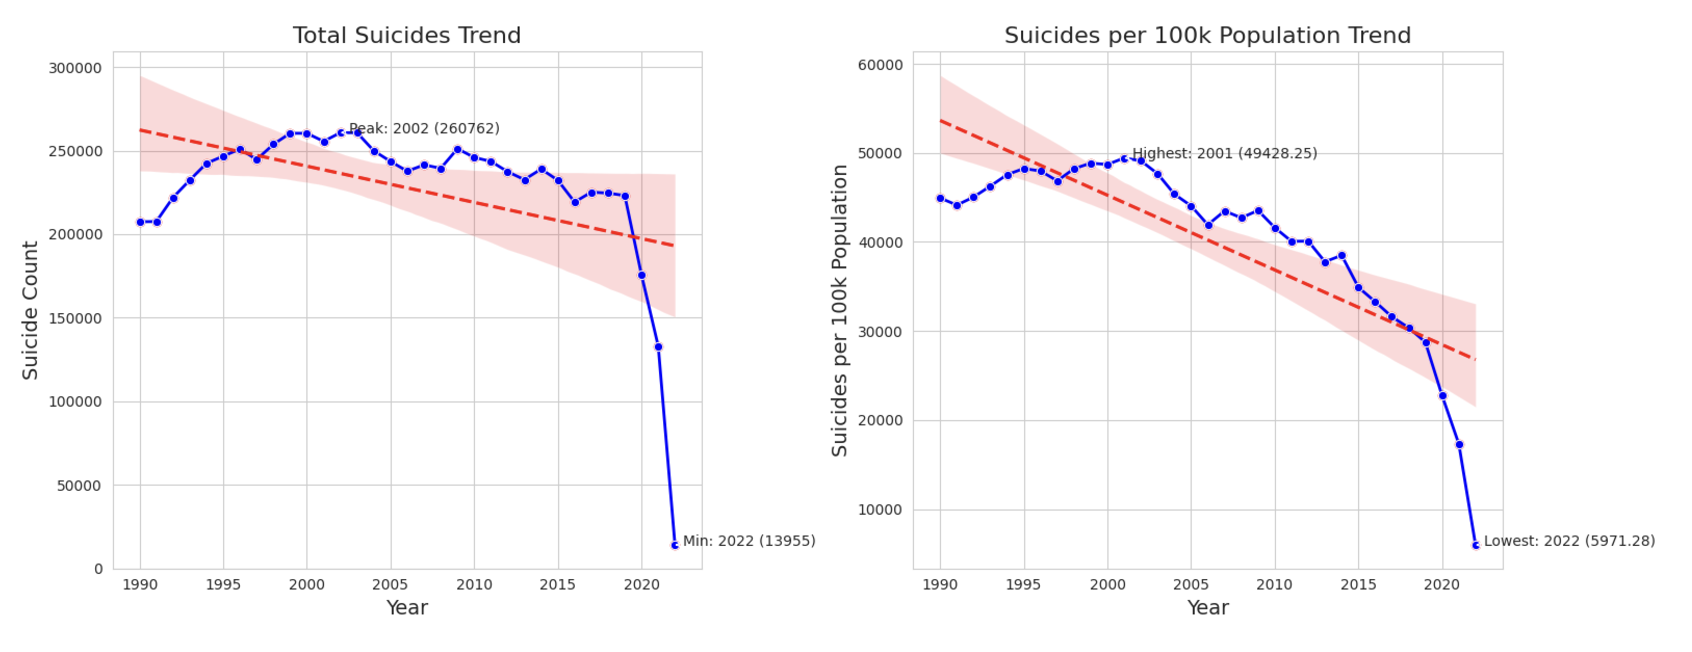 Total Suicides Trend
Suicide Count
300000
250000
200000
150000
100000
50000
0
Peak: 2002 (260762)
Min: 2022 (13955)
1990 1995 2000 2005 2010 2015 2020
Year
Suicides per 100k Population Trend
Suicides per 100k Population
60000
50000
40000
30000
20000
10000
Highest: 2001 (49428.25)
Lowest: 2022 (5971.28)
1990 1995 2000 2005 2010 2015 2020
Year